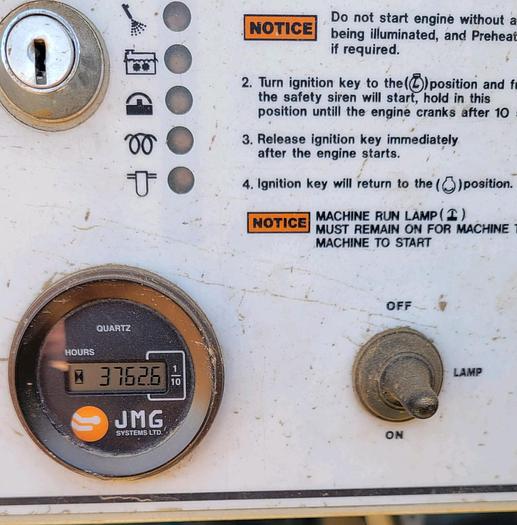 NOTICE
Do not start engine without a
being illuminated, and Preheat
if required.
2. Turn ignition key to the ( ) position and
the safety siren will start, hold in this
position untill the engine cranks after 10
3. Release ignition key immediately
after the engine starts.
4. Ignition key will return to the ( ) position.
NOTICE
MACHINE RUN LAMP ( )
MUST REMAIN ON FOR MACHINE
MACHINE TO START
QUARTZ
HOURS
3762.6
1
10
JMG
SYSTEMS LTD.
OFF
LAMP
ON